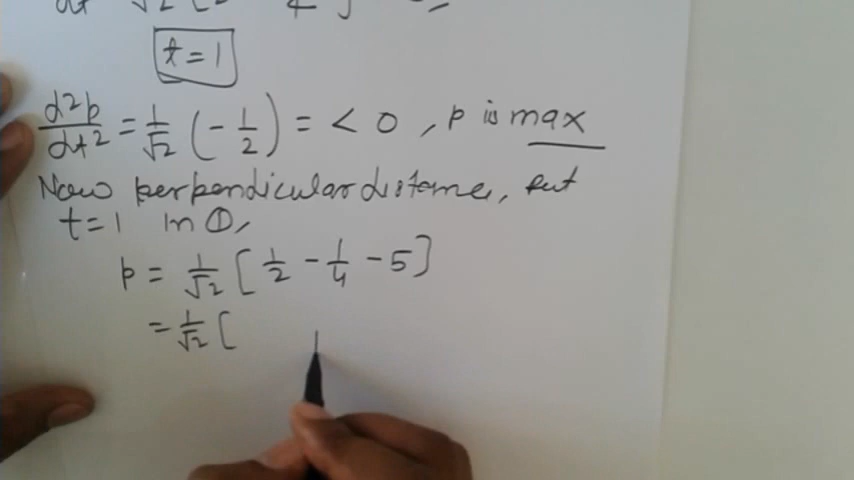 t = 1
d²p/dt² = 1/√2 (-1/2) = < 0 , p is max
Now perpendicular distance, put
t=1 in ①,
p = 1/√2 [1/2 - 1/4 - 5]
= 1/√2 [